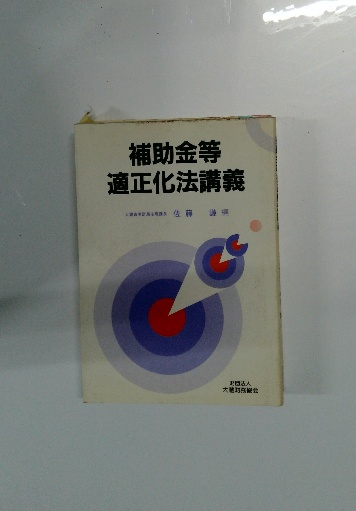 補助金等
適正化法講義
佐藤 謙
財団法人
大蔵財務協会